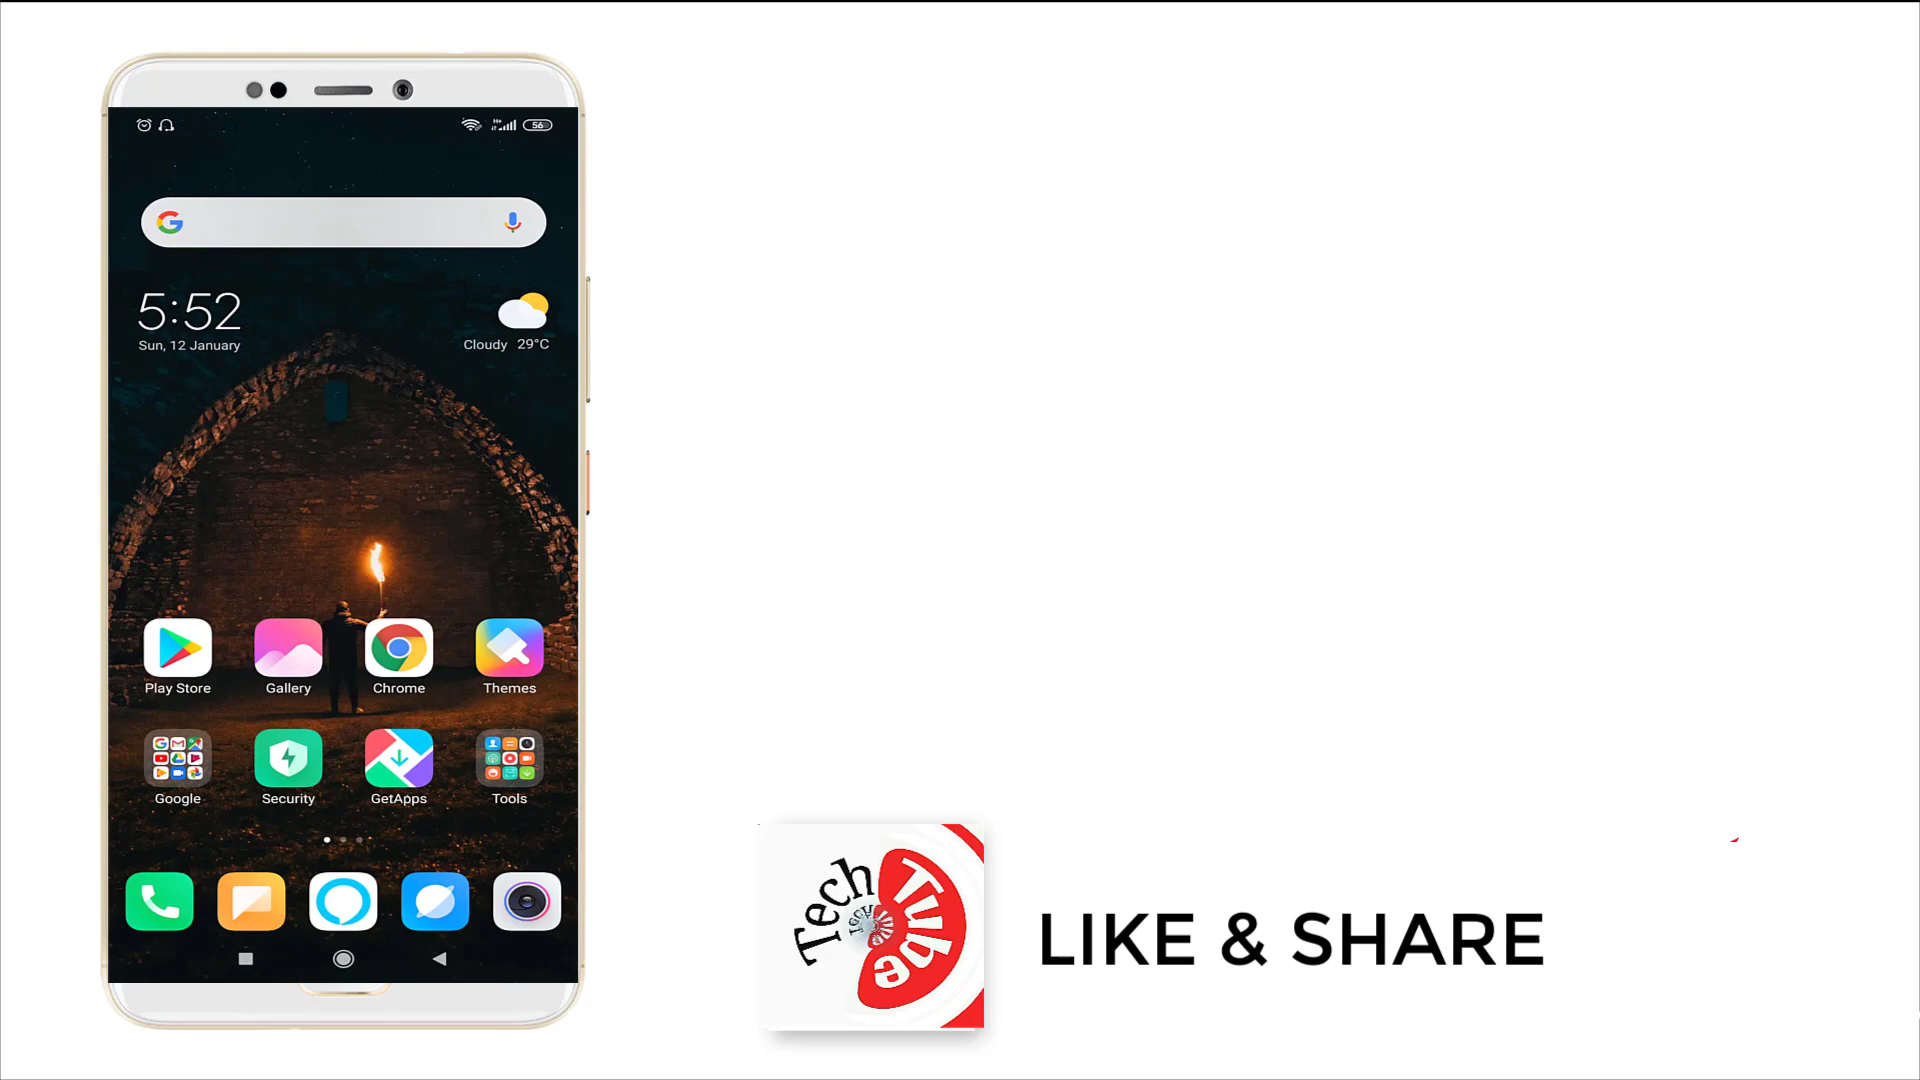 56
5:52
Sun, 12 January
Cloudy 29°C
Play Store
Gallery
Chrome
Themes
Google
Security
GetApps
Tools
Tech Tube
LIKE & SHARE